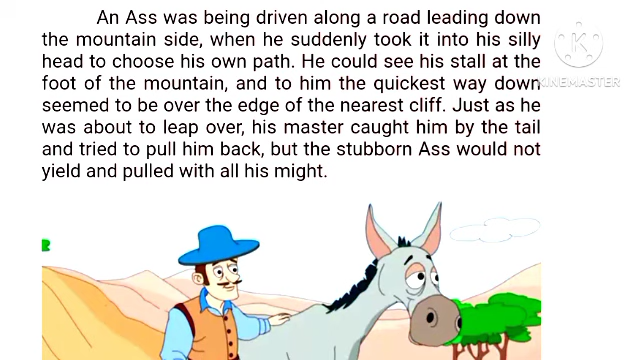 An Ass was being driven along a road leading down
the mountain side, when he suddenly took it into his silly
head to choose his own path. He could see his stall at the
foot of the mountain, and to him the quickest way down
seemed to be over the edge of the nearest cliff. Just as he
was about to leap over, his master caught him by the tail
and tried to pull him back, but the stubborn Ass would not
yield and pulled with all his might.
KINEMASTER